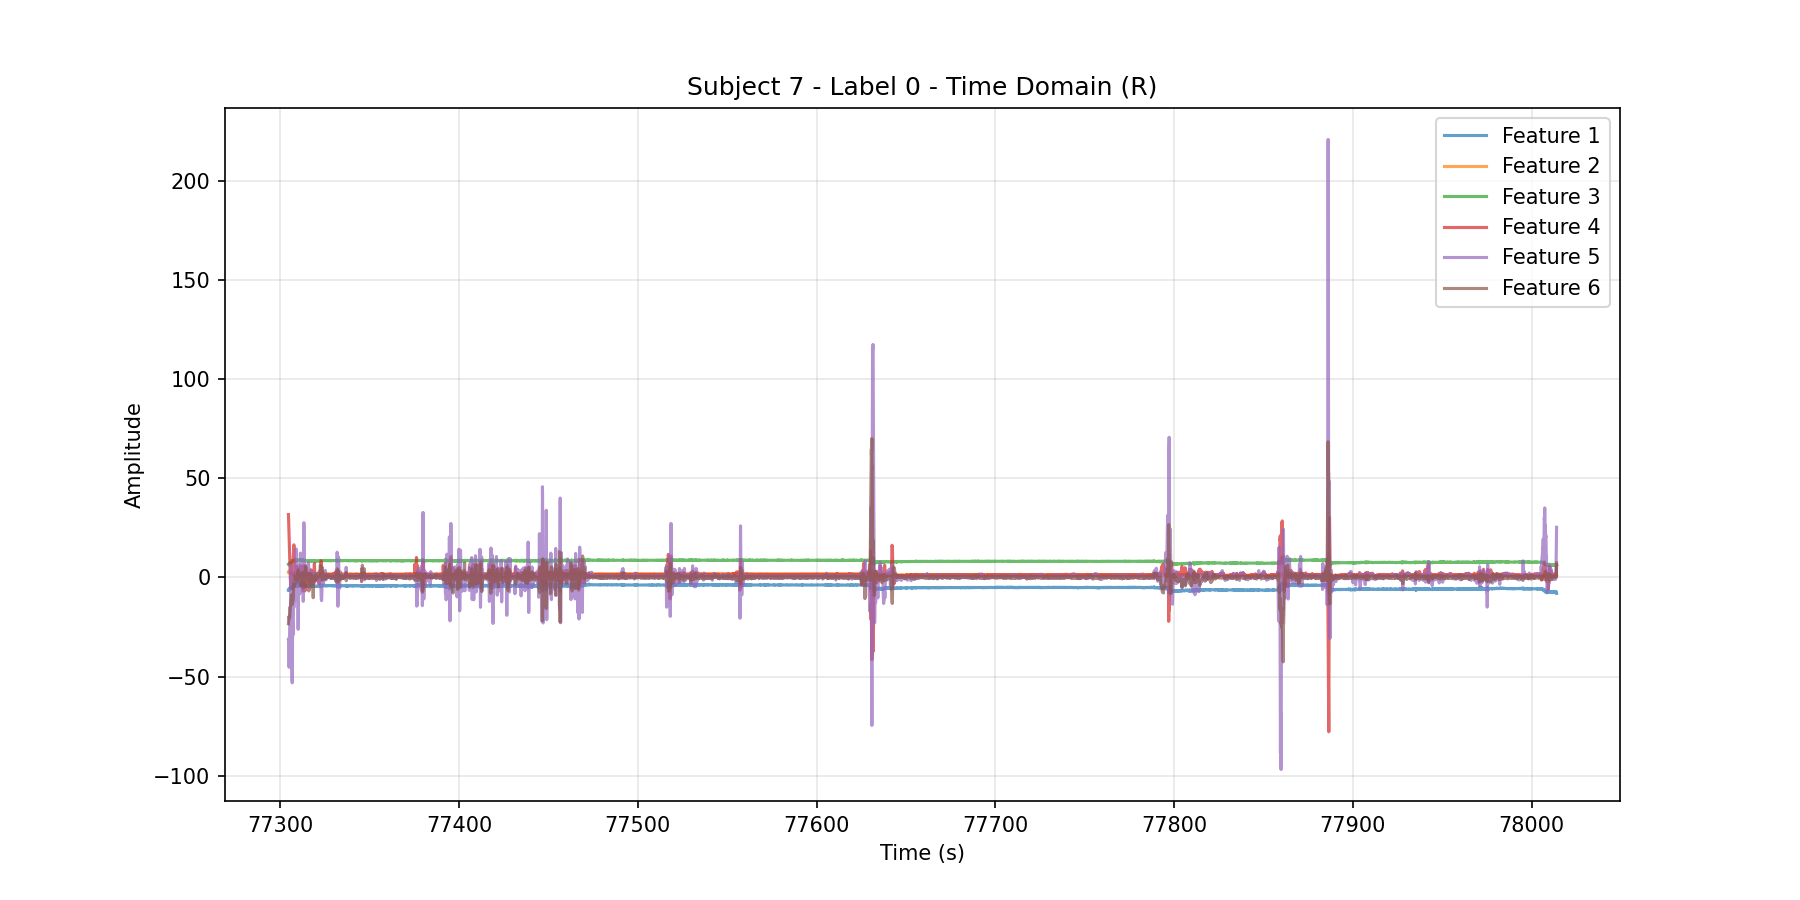 Subject 7 - Label 0 - Time Domain (R)
Feature 1
Feature 2
Feature 3
Feature 4
Feature 5
Feature 6
Amplitude
200
150
100
50
0
−50
−100
77300 77400 77500 77600 77700 77800 77900 78000
Time (s)